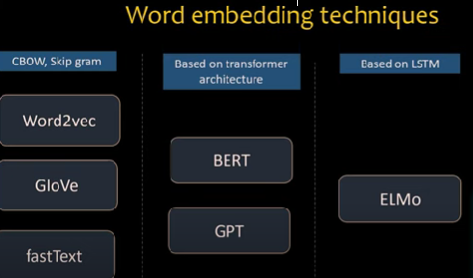 Word embedding techniques
CBOW, Skip gram
Word2vec
GloVe
fastText
Based on transformer
architecture
BERT
GPT
Based on LSTM
ELMo